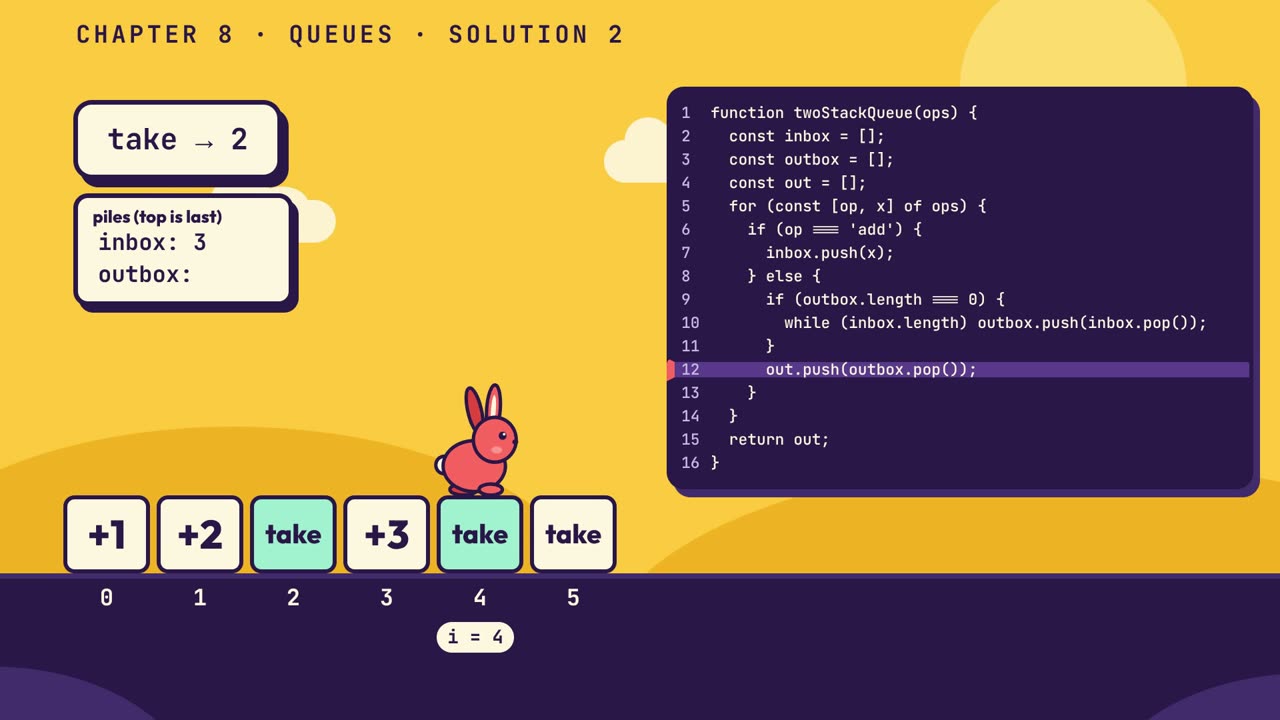 CHAPTER 8 · QUEUES · SOLUTION 2
take → 2
piles (top is last)
inbox: 3
outbox:
1 function twoStackQueue(ops) {
2   const inbox = [];
3   const outbox = [];
4   const out = [];
5   for (const [op, x] of ops) {
6     if (op === 'add') {
7       inbox.push(x);
8     } else {
9       if (outbox.length === 0) {
10         while (inbox.length) outbox.push(inbox.pop());
11       }
12       out.push(outbox.pop());
13     }
14   }
15   return out;
16 }
+1 +2 take +3 take take
0 1 2 3 4 5
i = 4